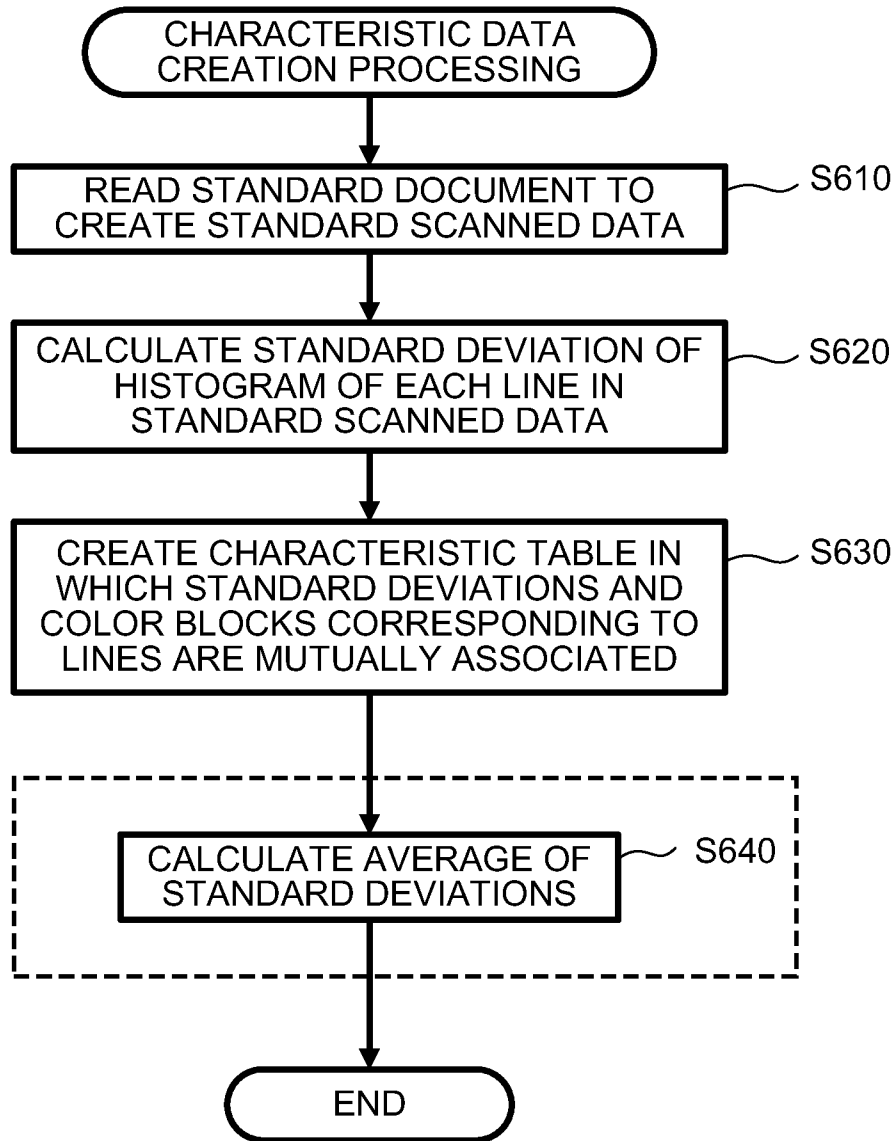 CHARACTERISTIC DATA
CREATION PROCESSING
READ STANDARD DOCUMENT TO
CREATE STANDARD SCANNED DATA
S610
CALCULATE STANDARD DEVIATION OF
HISTOGRAM OF EACH LINE IN
STANDARD SCANNED DATA
S620
CREATE CHARACTERISTIC TABLE IN
WHICH STANDARD DEVIATIONS AND
COLOR BLOCKS CORRESPONDING TO
LINES ARE MUTUALLY ASSOCIATED
S630
CALCULATE AVERAGE OF
STANDARD DEVIATIONS
S640
END